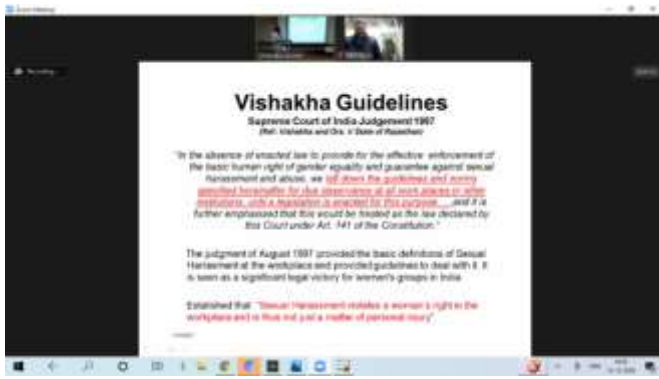 Zoom Meeting
Recording...
Vishakha Guidelines
Supreme Court of India Judgement 1997
(Ref: Vishakha and Ors. v State of Rajasthan)
"In the absence of enacted law to provide for the effective enforcement of
the basic human right of gender equality and guarantee against sexual
harassment and abuse, we lay down the guidelines and norms
specified hereinafter for due observance at all work places or other
institutions, until a legislation is enacted for this purpose. ...and it is
further emphasised that this would be treated as the law declared by
this Court under Art. 141 of the Constitution."
The judgment of August 1997 provided the basic definitions of Sexual
Harrasment at the workplace and provided guidelines to deal with it. It
is seen as a significant legal victory for women's groups in India
Established that "Sexual Harassment violates a woman's right in the
workplace and is thus not just a matter of personal injury"